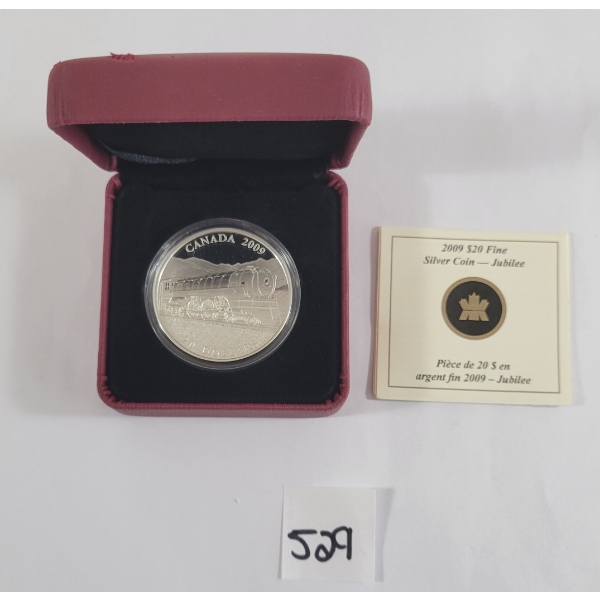 CANADA 2009
2009 $20 Fine
Silver Coin — Jubilee
Pièce de 20 $ en
argent fin 2009 – Jubilee
529